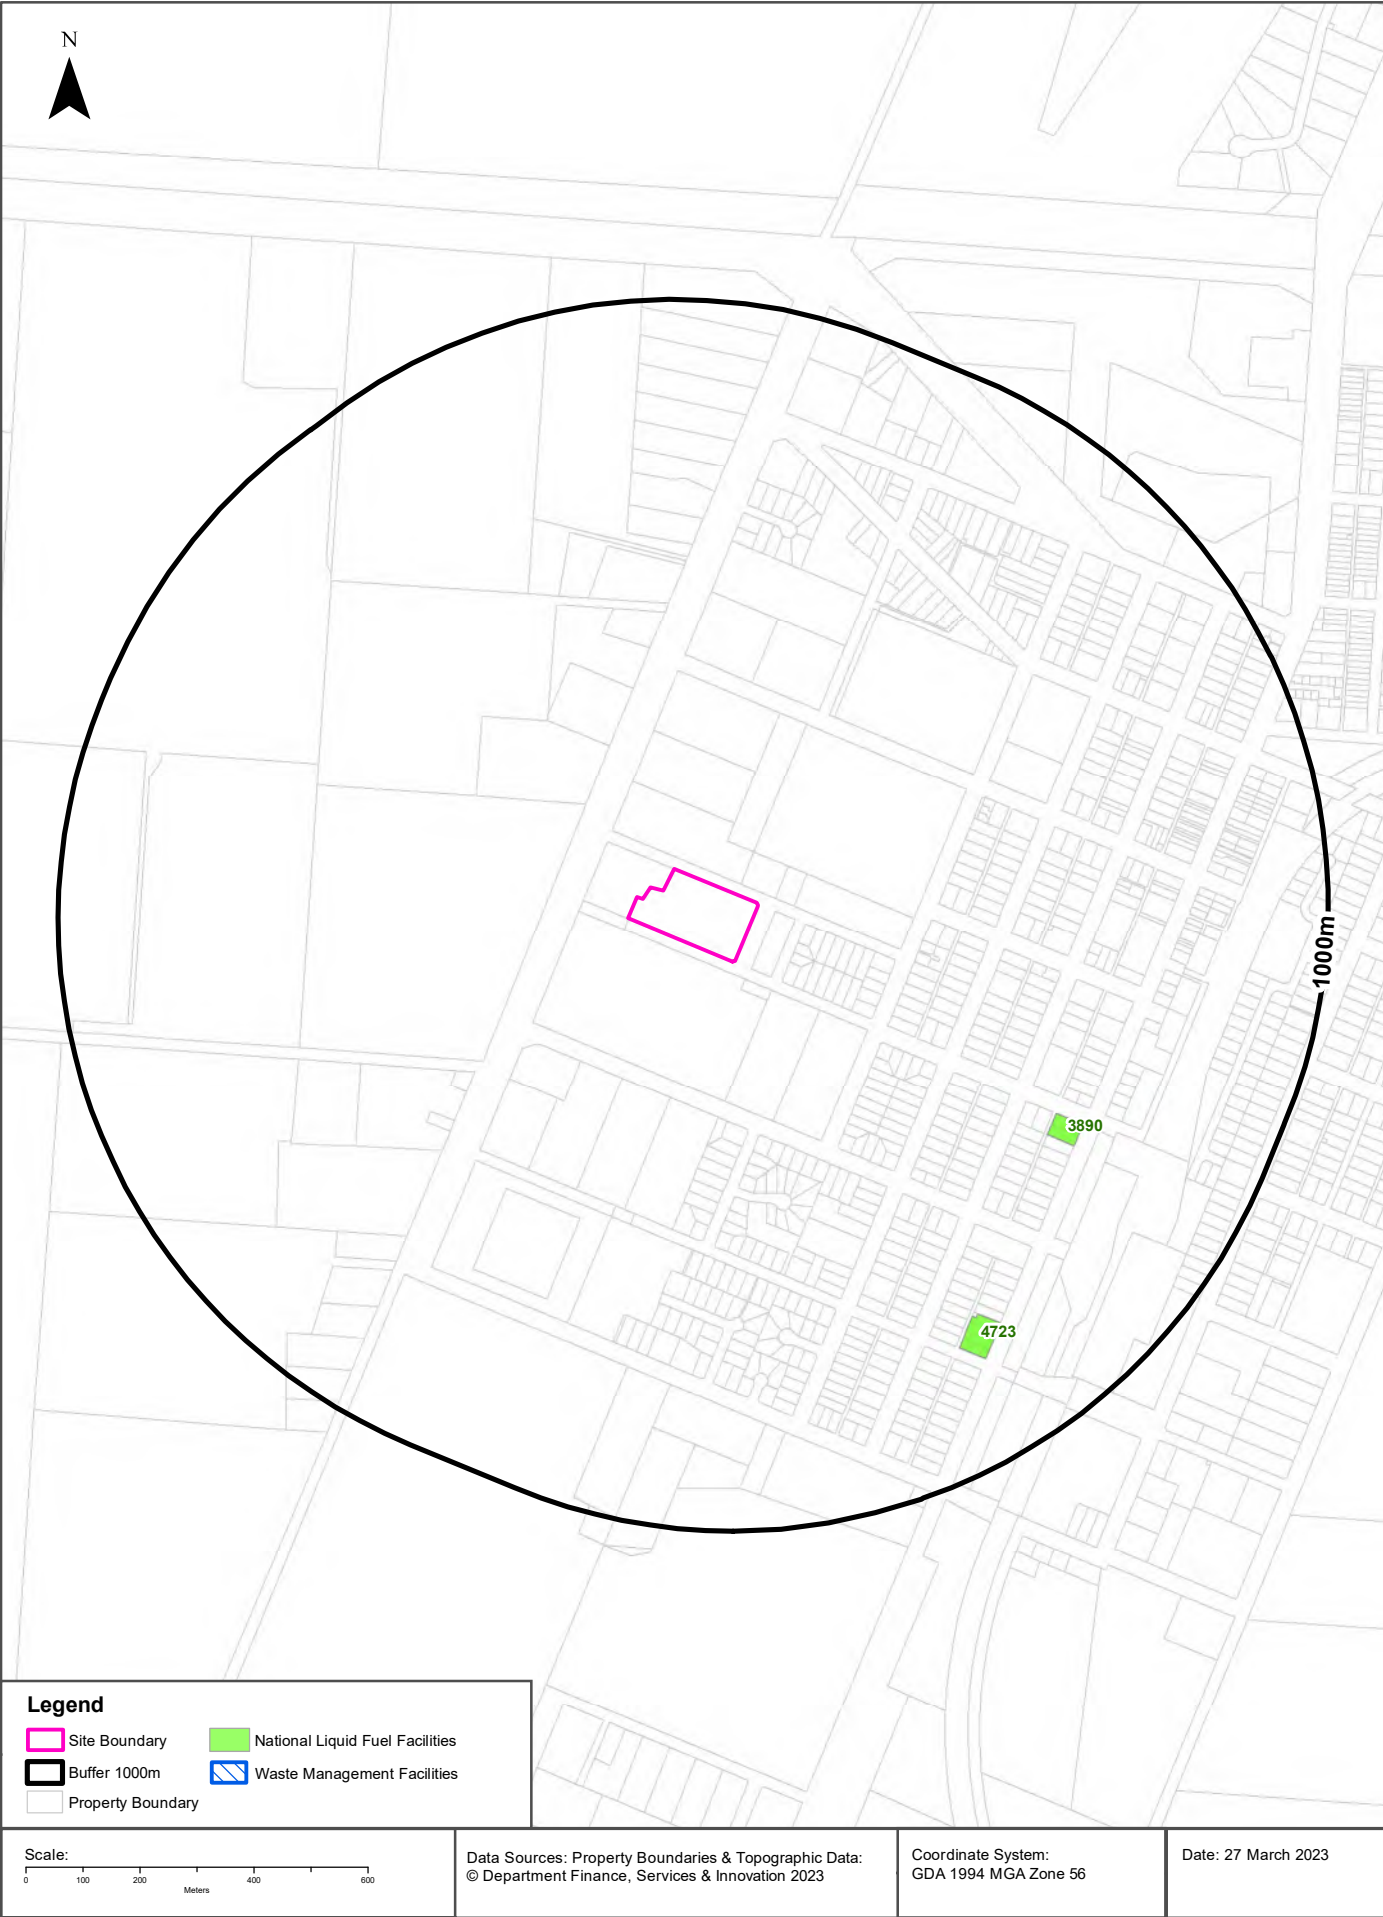 N
1000m
3890
4723
Legend
Site Boundary
National Liquid Fuel Facilities
Buffer 1000m
Waste Management Facilities
Property Boundary
Scale:
0 100 200 400 600
Meters
Data Sources: Property Boundaries & Topographic Data:
© Department Finance, Services & Innovation 2023
Coordinate System:
GDA 1994 MGA Zone 56
Date: 27 March 2023